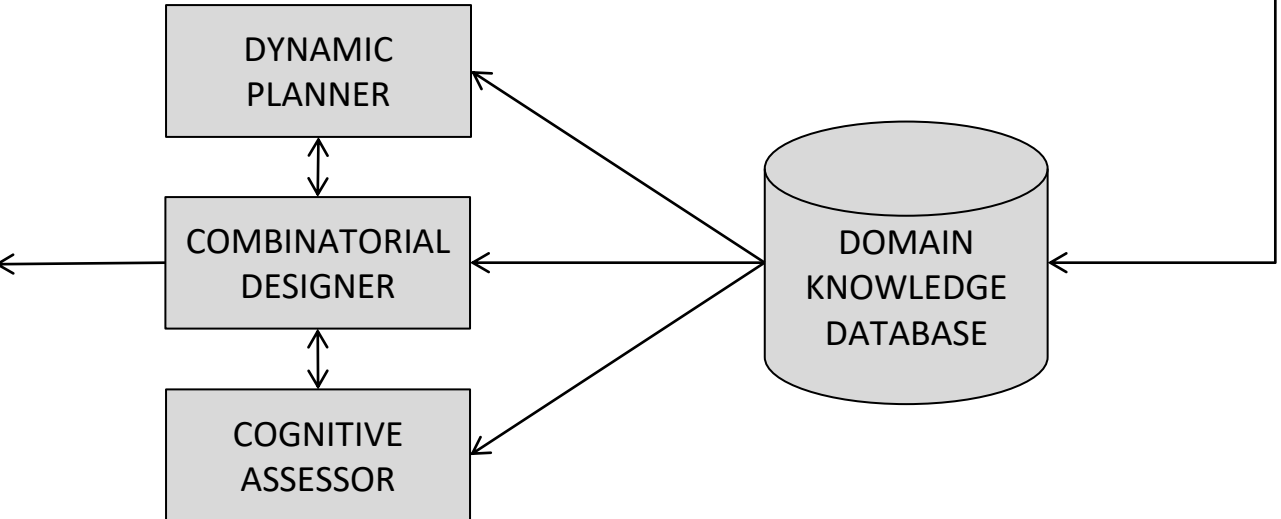 DYNAMIC
PLANNER
COMBINATORIAL
DESIGNER
DOMAIN
KNOWLEDGE
DATABASE
COGNITIVE
ASSESSOR